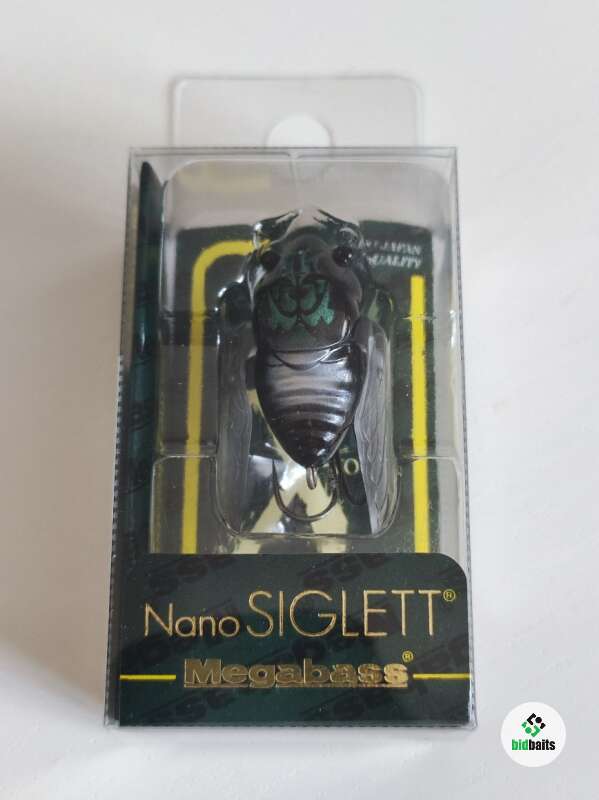 JAPAN
QUALITY
Nano SIGLETT®
Megabass®
bidbaits